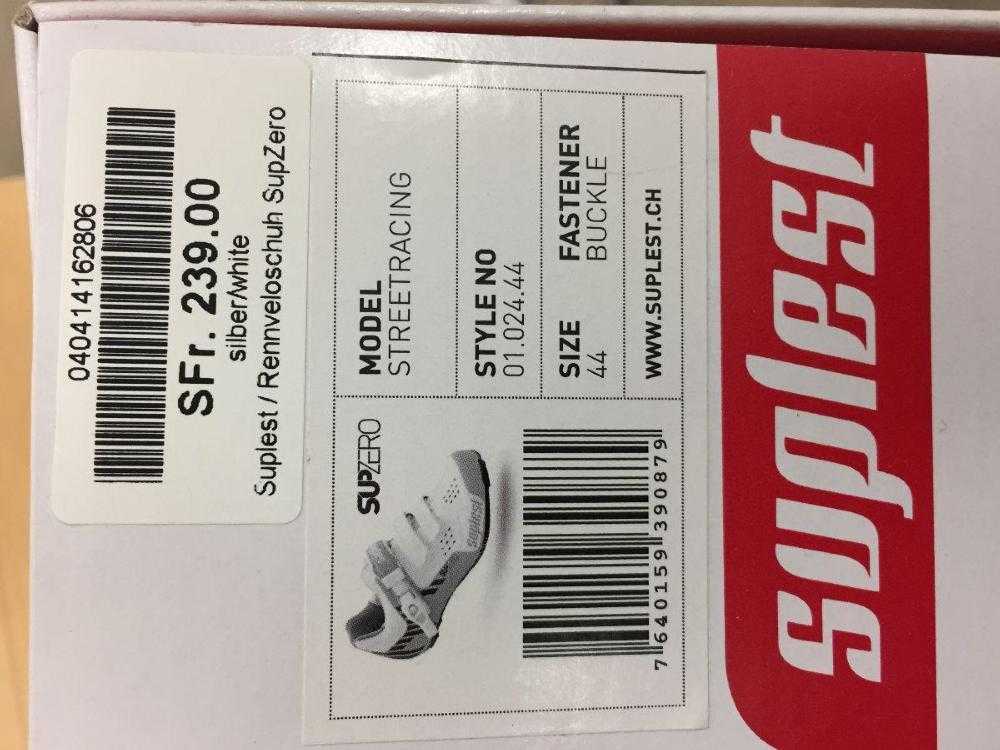 040414162806
SFr. 239.00
silber/white
Suplest / Rennveloschuh SupZero
SUPZERO
MODEL
STREETRACING
STYLE NO
01.024.44
SIZE FASTENER
44 BUCKLE
WWW.SUPLEST.CH
suplest
7 640159 390879
suplest